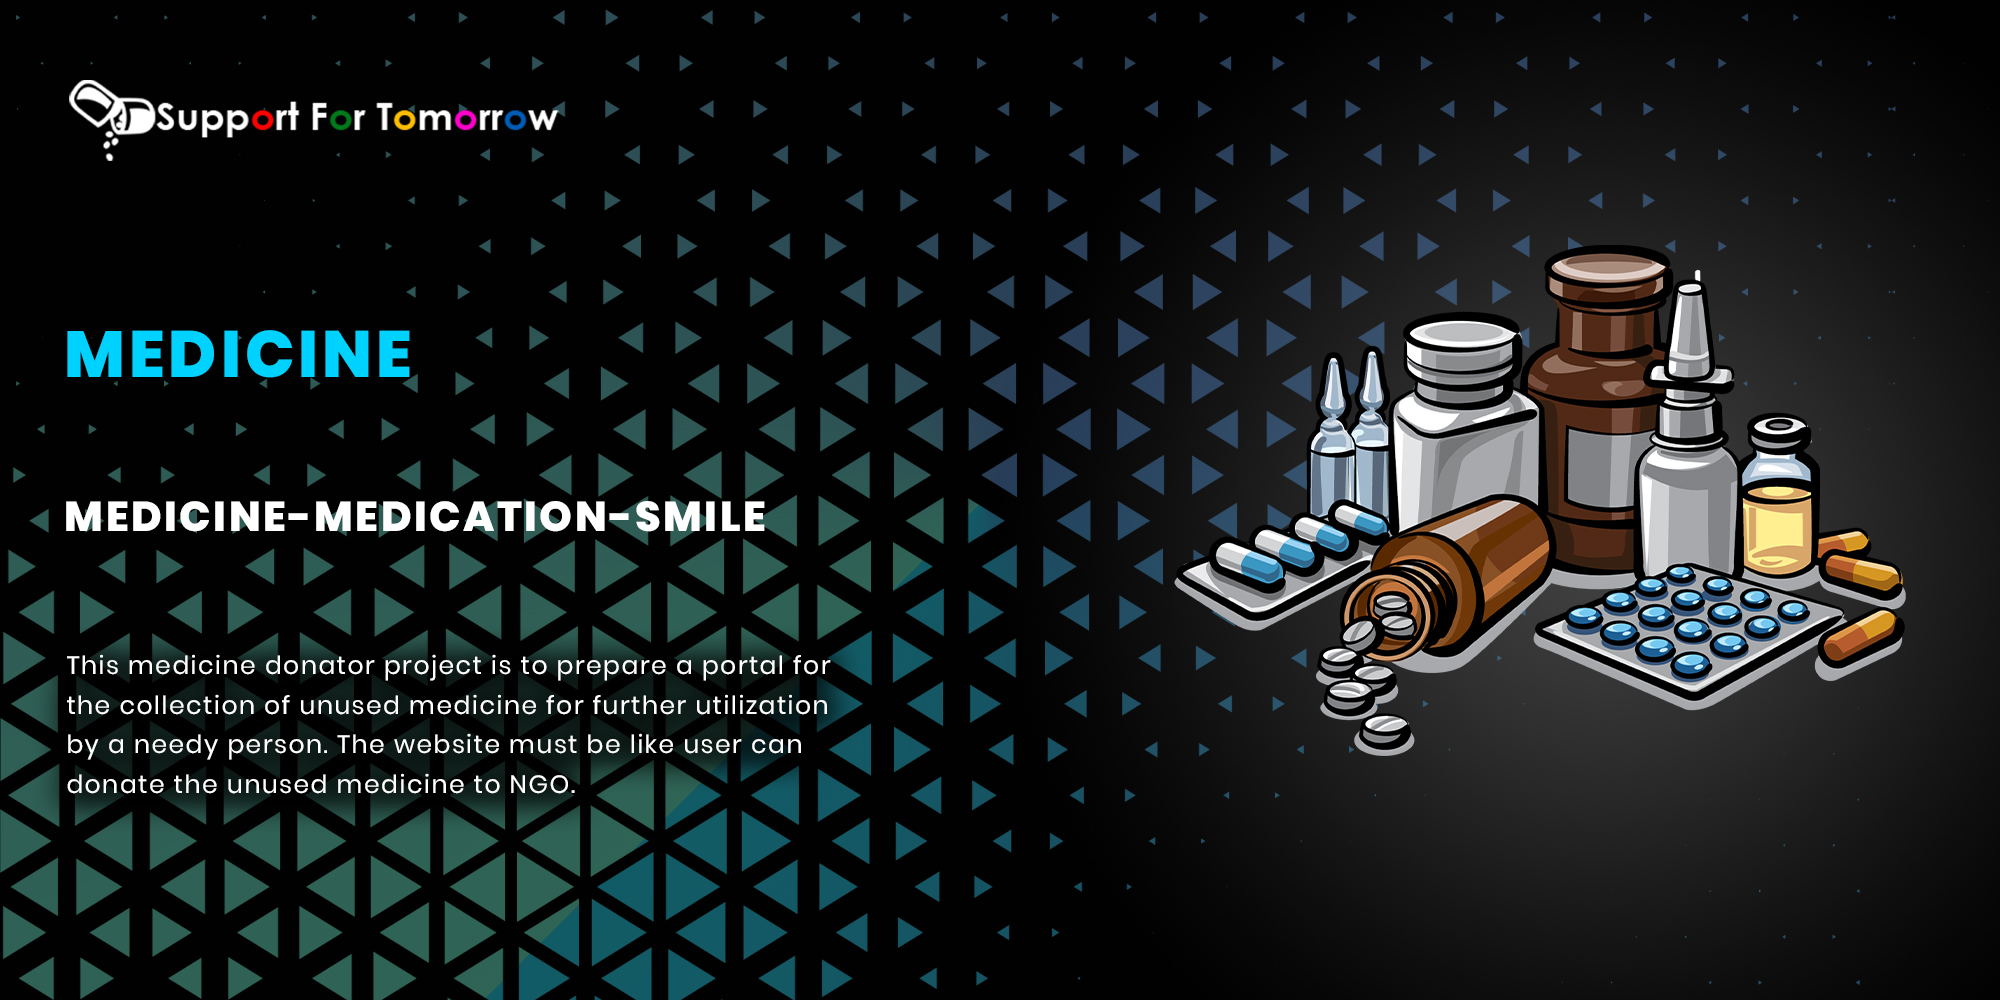 Support For Tomorrow
MEDICINE
MEDICINE-MEDICATION-SMILE
This medicine donator project is to prepare a portal for
the collection of unused medicine for further utilization
by a needy person. The website must be like user can
donate the unused medicine to NGO.